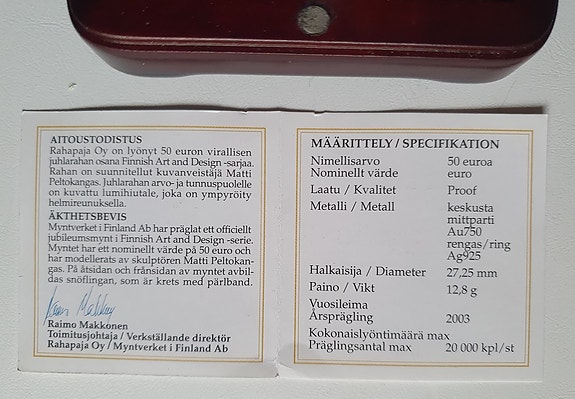 AITOUSTODISTUS
Rahapaja Oy on lyönyt 50 euron virallisen
juhlarahan osana Finnish Art and Design -sarjaa.
Rahan on suunnitellut kuvanveistäjä Matti
Peltokangas. Juhlarahan arvo- ja tunnuspuolelle
on kuvattu lumihiutale, joka on ympyröity
helmireunuksella.
ÄKTHETSBEVIS
Myntverket i Finland Ab har präglat ett officiellt
jubileumsmynt i Finnish Art and Design -serie.
Myntet har ett nominellt värde på 50 euro och
har modellerats av skulptören Matti Peltokan-
gas. På åtsidan och frånsidan av myntet avbil-
das snöflingan, som är krets med pärlband.
Raimo Makkonen
Toimitusjohtaja / Verkställande direktör
Rahapaja Oy / Myntverket i Finland Ab
MÄÄRITTELY / SPECIFIKATION
Nimellisarvo 50 euroa
Nominellt värde euro
Laatu / Kvalitet Proof
Metalli / Metall keskusta
mittparti
Au750
rengas/ring
Ag925
Halkaisija / Diameter 27,25 mm
Paino / Vikt 12,8 g
Vuosileima
Årsprägling 2003
Kokonaislyöntimäärä max
Präglingsantal max 20 000 kpl/st